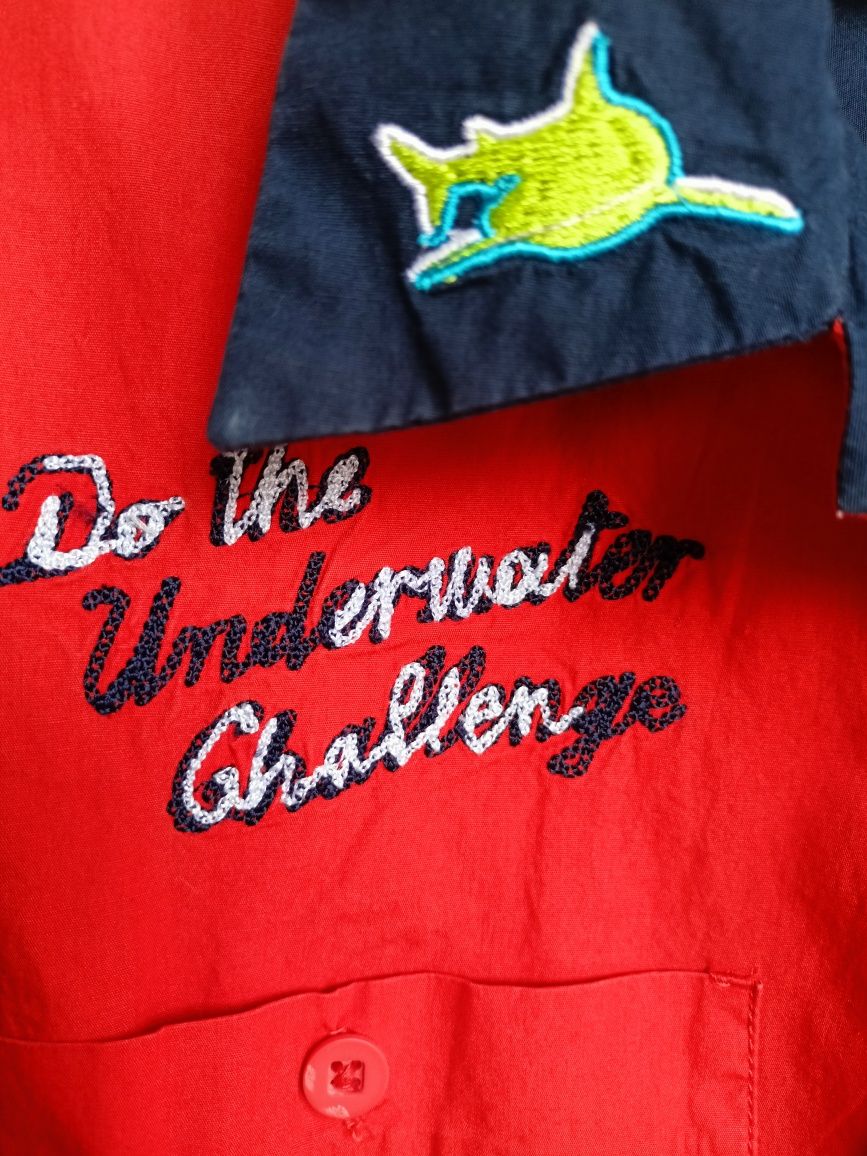 Do the
Underwater
Challenge